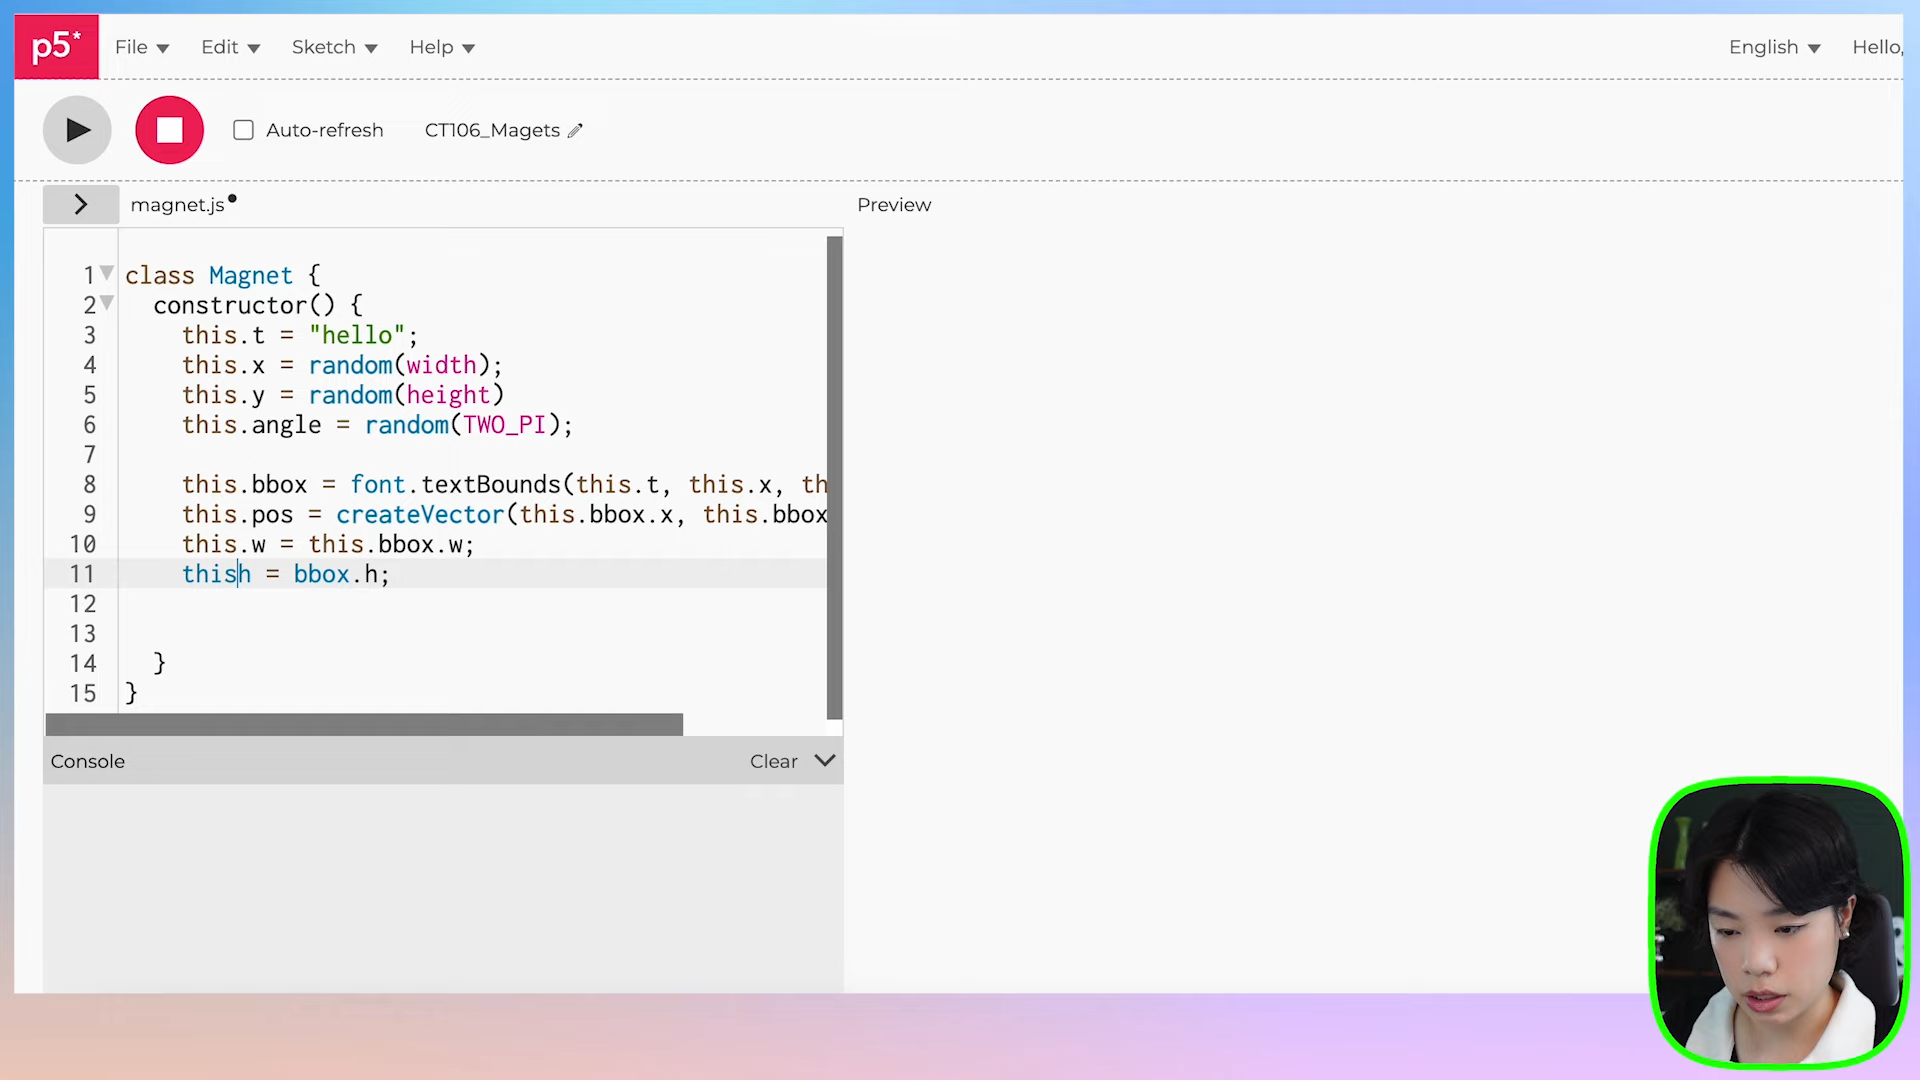 p5* File Edit Sketch Help English Hello,
Auto-refresh CT106_Magets
magnet.js Preview
1 class Magnet {
2 constructor() {
3 this.t = "hello";
4 this.x = random(width);
5 this.y = random(height)
6 this.angle = random(TWO_PI);
7
8 this.bbox = font.textBounds(this.t, this.x, th
9 this.pos = createVector(this.bbox.x, this.bbox
10 this.w = this.bbox.w;
11 thish = bbox.h;
12
13
14 }
15 }
Console Clear